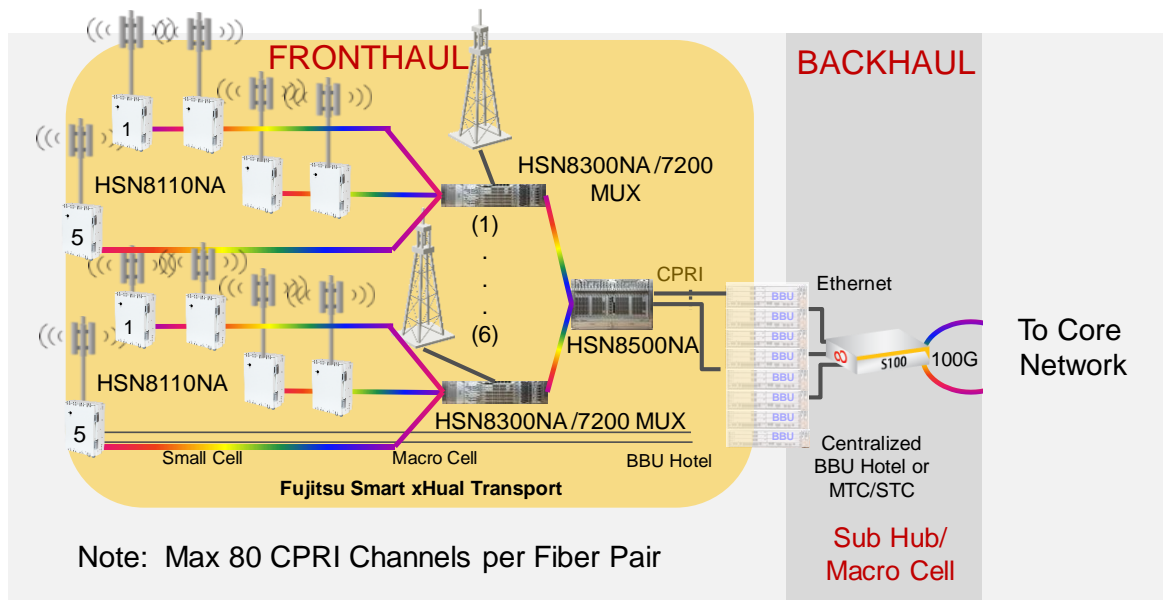 FRONTHAUL
BACKHAUL
1
HSN8110NA
5
HSN8300NA /7200
MUX
(1)
.
.
.
.
(6)
1
HSN8110NA
5
HSN8300NA /7200 MUX
HSN8500NA
CPRI
BBU
BBU
BBU
BBU
BBU
BBU
BBU
BBU
Ethernet
8
S100
100G
To Core
Network
Small Cell
Macro Cell
BBU Hotel
Centralized
BBU Hotel or
MTC/STC
Fujitsu Smart xHual Transport
Note: Max 80 CPRI Channels per Fiber Pair
Sub Hub/
Macro Cell